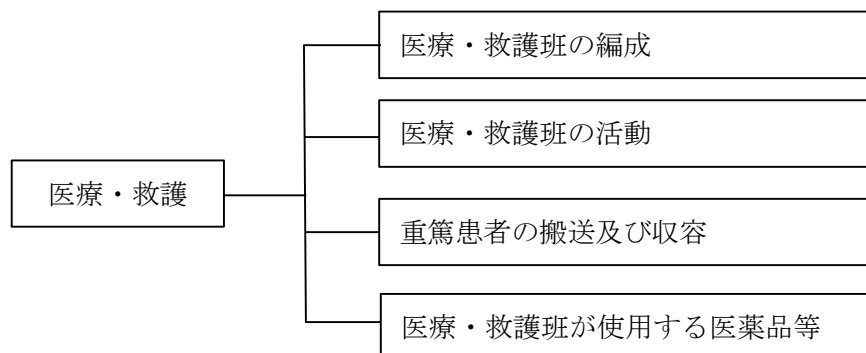 医療・救護
医療・救護班の編成
医療・救護班の活動
重篤患者の搬送及び収容
医療・救護班が使用する医薬品等